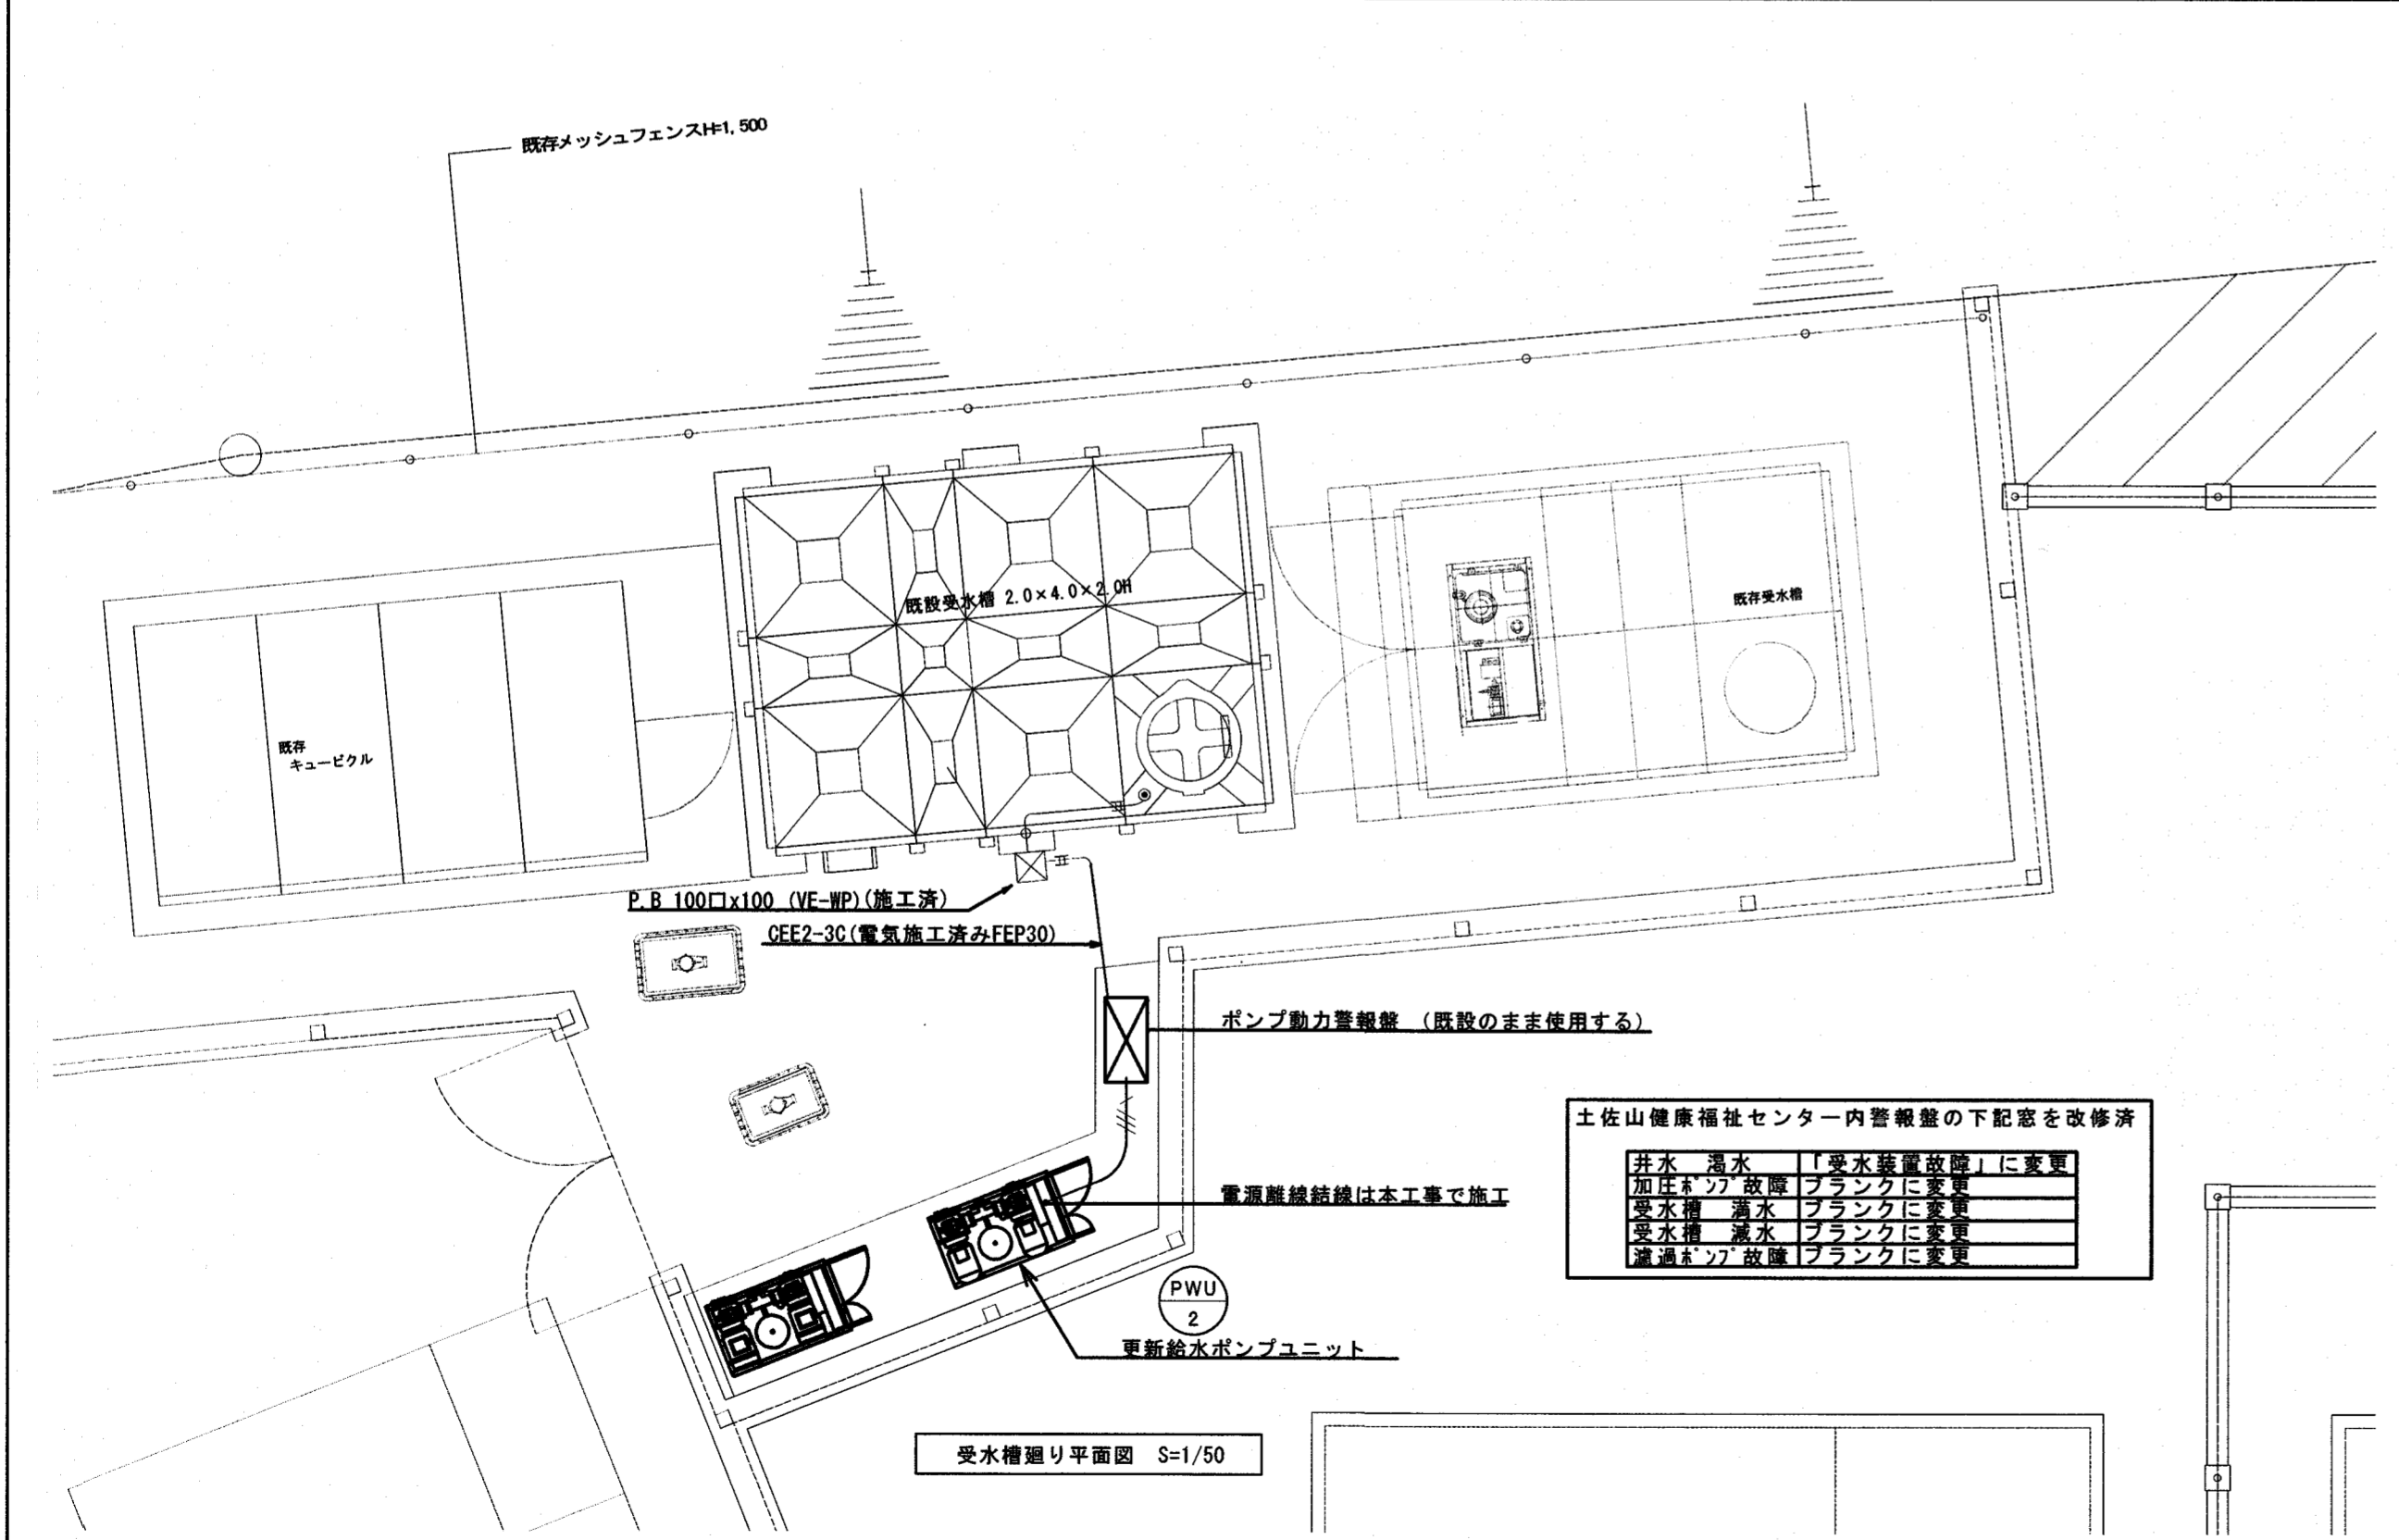 既存メッシュフェンスH=1,500
既設受水槽 2.0×4.0×2.0H
既存受水槽
既存
キュービクル
P.B 100口x100 (VE-WP)(施工済)
CEE2-3C(電気施工済みFEP30)
ポンプ動力警報盤 (既設のまま使用する)
土佐山健康福祉センター内警報盤の下記窓を改修済
井水 渇水 「受水装置故障」に変更
加圧ポンプ故障 ブランクに変更
受水槽 満水 ブランクに変更
受水槽 減水 ブランクに変更
濾過ポンプ故障 ブランクに変更
電源離線結線は本工事で施工
PWU
2
更新給水ポンプユニット
受水槽廻り平面図 S=1/50